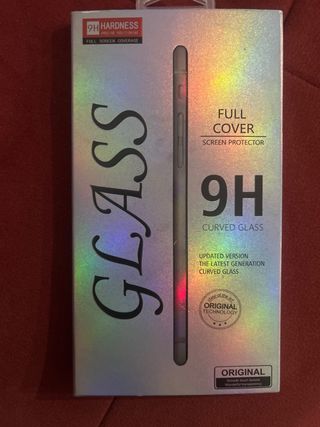 9H HARDNESS
FULL SCREEN COVERAGE
GLASS
FULL
COVER
SCREEN PROTECTOR
9H
CURVED GLASS
UPDATED VERSION
THE LATEST GENERATION
CURVED GLASS
ORIGINAL
TECHNOLOGY
ORIGINAL